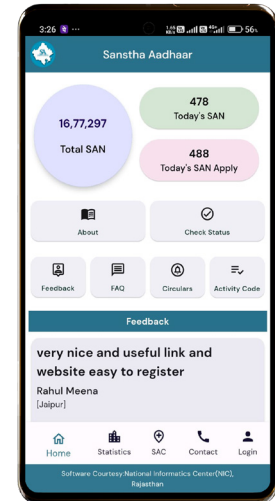 3:26
56%
Sanstha Aadhaar
16,77,297
Total SAN
478
Today's SAN
488
Today's SAN Apply
About
Check Status
Feedback
FAQ
Circulars
Activity Code
Feedback
very nice and useful link and
website easy to register
Rahul Meena
[Jaipur]
Home
Statistics
SAC
Contact
Login
Software Courtesy:National Informatics Center(NIC),
Rajasthan